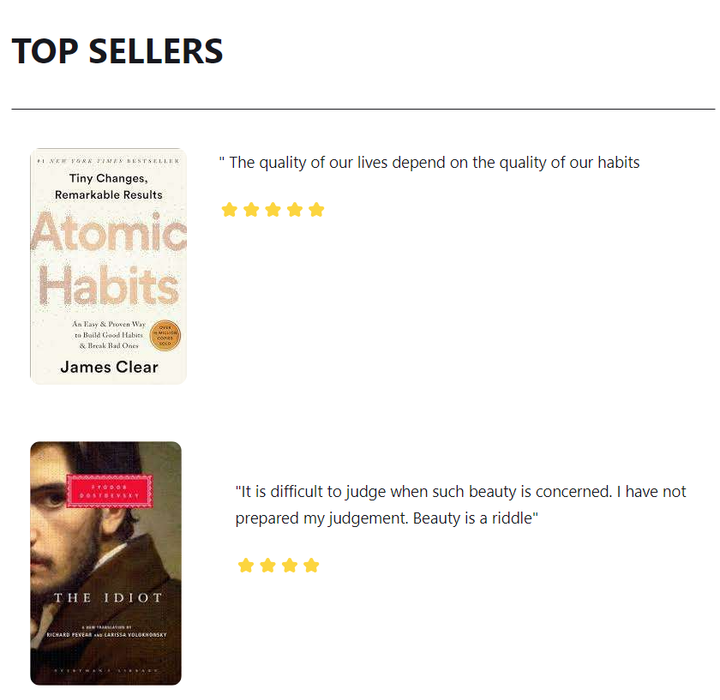 TOP SELLERS
#1 NEW YORK TIMES BESTSELLER
Tiny Changes,
Remarkable Results
Atomic
Habits
An Easy & Proven Way
to Build Good Habits
& Break Bad Ones
OVER
MILLION
COPIES
SOLD
James Clear
" The quality of our lives depend on the quality of our habits
FYODOR
DOSTOEVSKY
THE IDIOT
A NEW TRANSLATION BY
RICHARD PEVEAR AND LARISSA VOLOKHONSKY
EVERYMAN'S LIBRARY
"It is difficult to judge when such beauty is concerned. I have not
prepared my judgement. Beauty is a riddle"